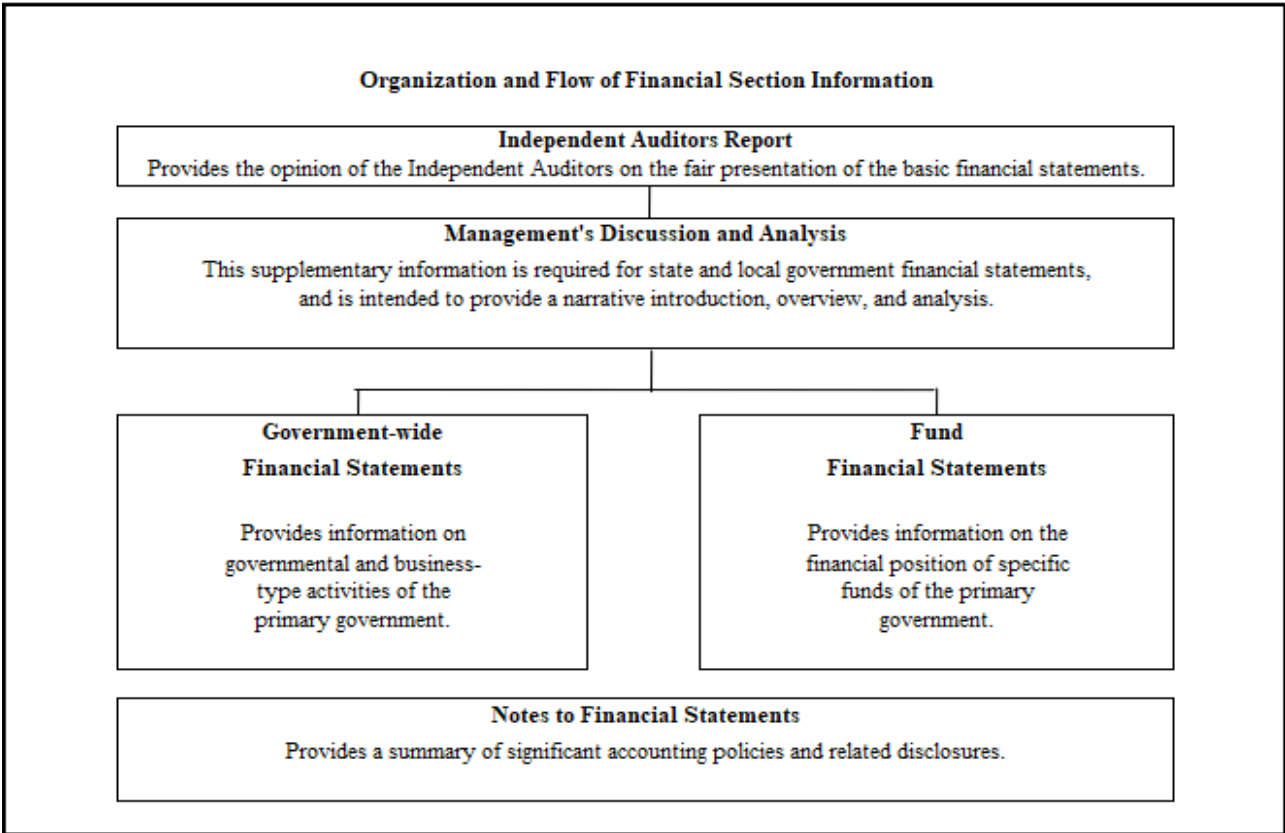 Organization and Flow of Financial Section Information
Independent Auditors Report
Provides the opinion of the Independent Auditors on the fair presentation of the basic financial statements.
Management's Discussion and Analysis
This supplementary information is required for state and local government financial statements,
and is intended to provide a narrative introduction, overview, and analysis.
Government-wide
Financial Statements
Provides information on
governmental and business-
type activities of the
primary government.
Fund
Financial Statements
Provides information on the
financial position of specific
funds of the primary
government.
Notes to Financial Statements
Provides a summary of significant accounting policies and related disclosures.